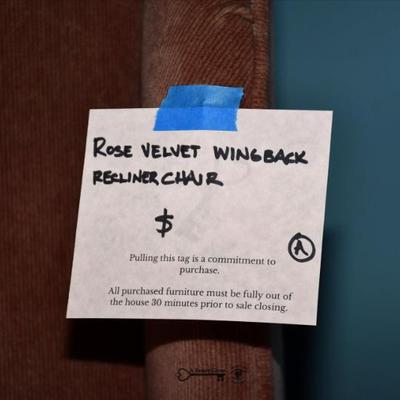 ROSE VELVET WINGBACK
RECLINER CHAIR
$
A
Pulling this tag is a commitment to
purchase.
All purchased furniture must be fully out of
the house 30 minutes prior to sale closing.